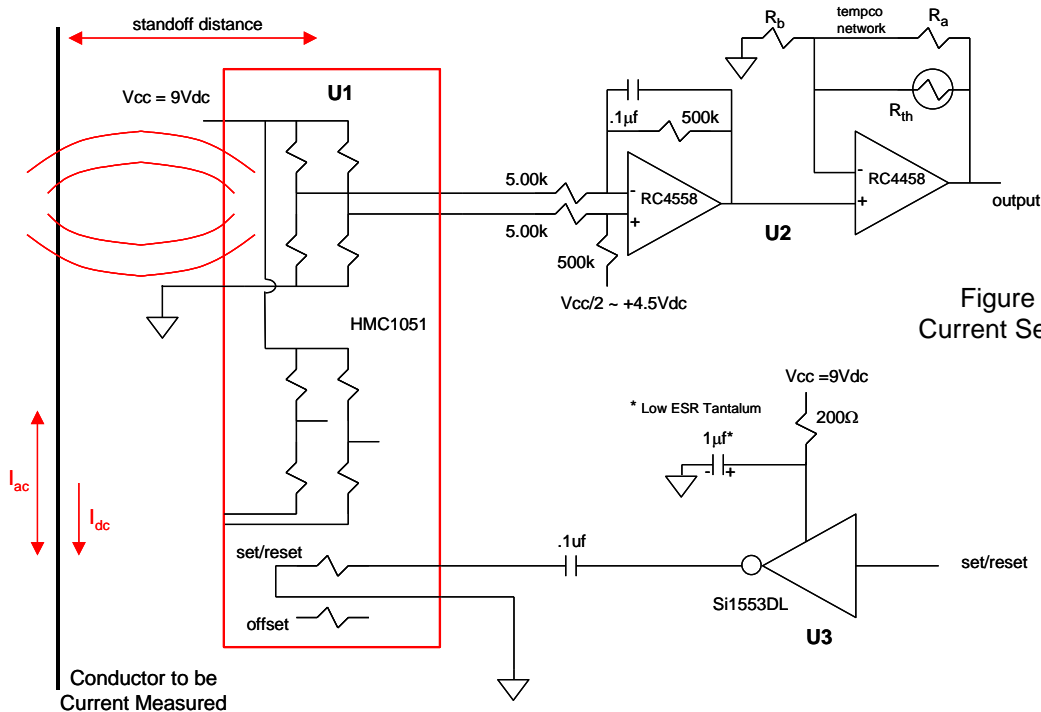 standoff distance
U1
Vcc = 9Vdc
.1µf
500k
5.00k
5.00k
500k
-
+
RC4558
Vcc/2 ~ +4.5Vdc
U2
Rb
tempco
network
Ra
Rth
-
+
RC4458
output
Figure
Current Se
HMC1051
Iac
Idc
set/reset
offset
.1uf
Vcc =9Vdc
* Low ESR Tantalum
200Ω
1µf*
- +
Si1553DL
U3
set/reset
Conductor to be
Current Measured